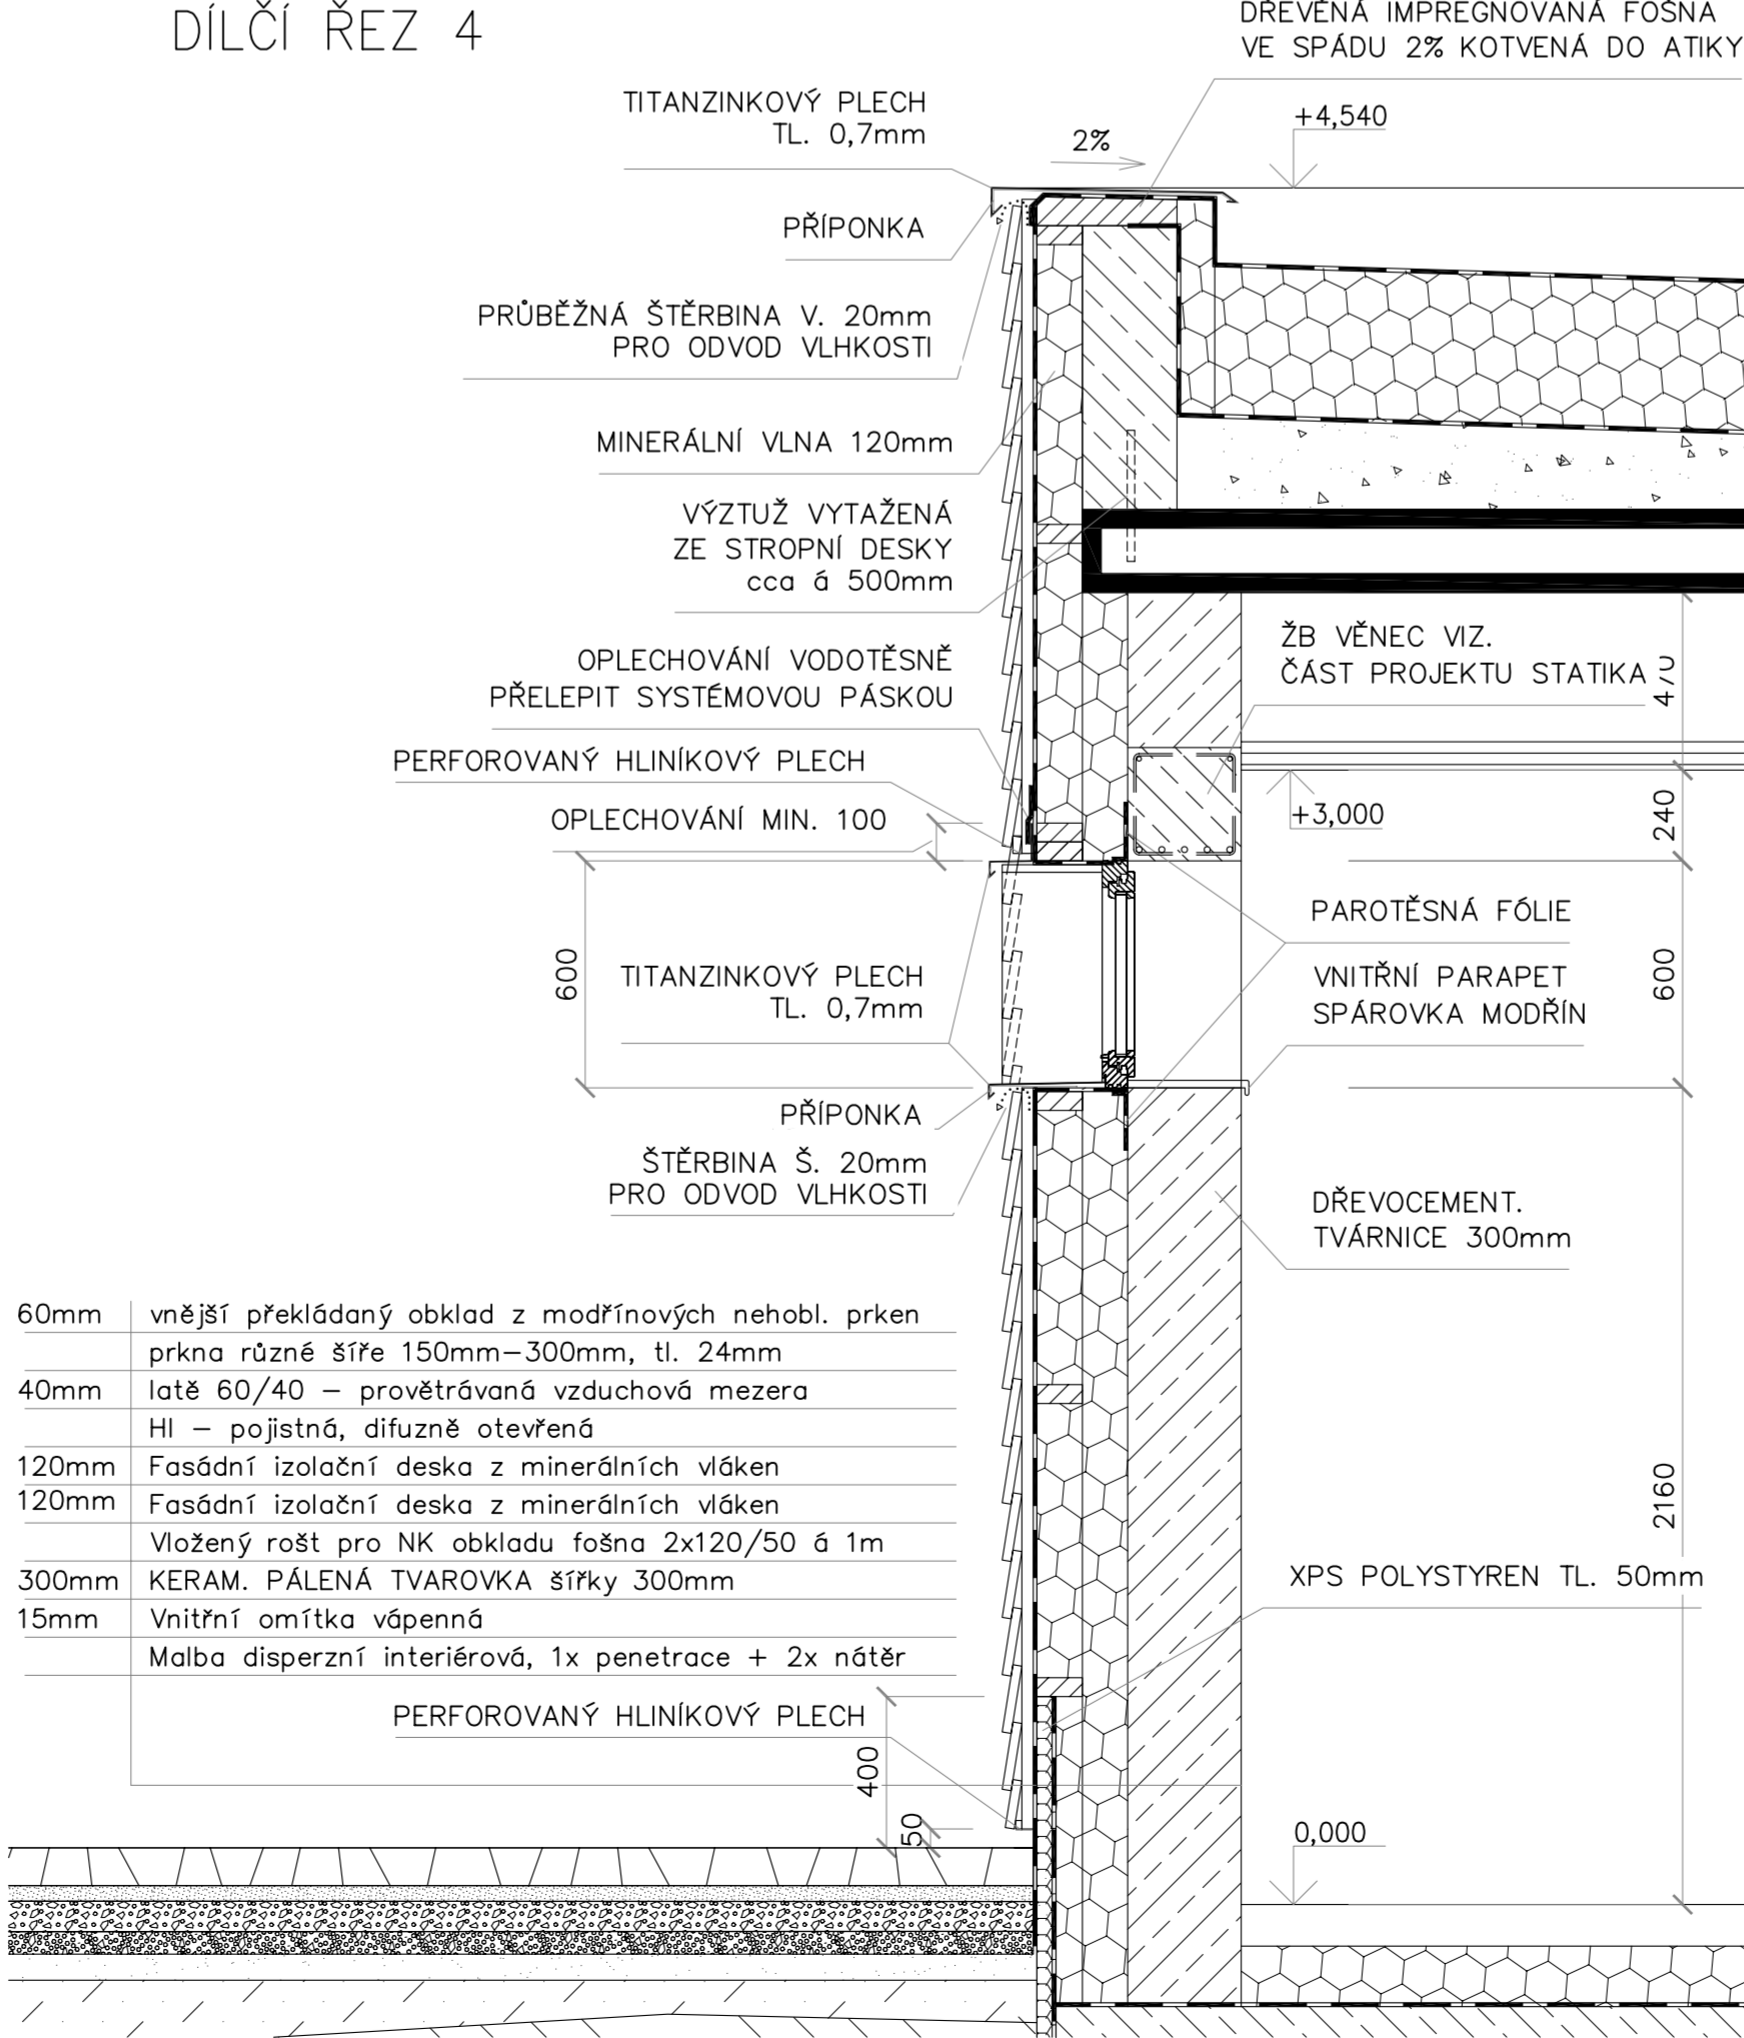 DÍLČÍ ŘEZ 4
DŘEVĚNÁ IMPREGNOVANÁ FOŠNA
VE SPÁDU 2% KOTVENÁ DO ATIKY
TITANZINKOVÝ PLECH
TL. 0,7mm
2%
+4,540
PŘÍPONKA
PRŮBĚŽNÁ ŠTĚRBINA V. 20mm
PRO ODVOD VLHKOSTI
MINERÁLNÍ VLNA 120mm
VÝZTUŽ VYTAŽENÁ
ZE STROPNÍ DESKY
cca á 500mm
ŽB VĚNEC VIZ.
ČÁST PROJEKTU STATIKA
470
OPLECHOVÁNÍ VODOTĚSNĚ
PŘELEPIT SYSTÉMOVOU PÁSKOU
PERFOROVANÝ HLINÍKOVÝ PLECH
OPLECHOVÁNÍ MIN. 100
+3,000
240
PAROTĚSNÁ FÓLIE
600
TITANZINKOVÝ PLECH
TL. 0,7mm
VNITŘNÍ PARAPET
SPÁROVKA MODŘÍN
600
PŘÍPONKA
ŠTĚRBINA Š. 20mm
PRO ODVOD VLHKOSTI
DŘEVOCEMENT.
TVÁRNICE 300mm
60mm vnější překládaný obklad z modřínových nehobl. prken
prkna různé šíře 150mm–300mm, tl. 24mm
40mm latě 60/40 – provětrávaná vzduchová mezera
HI – pojistná, difuzně otevřená
120mm Fasádní izolační deska z minerálních vláken
120mm Fasádní izolační deska z minerálních vláken
Vložený rošt pro NK obkladu fošna 2x120/50 á 1m
300mm KERAM. PÁLENÁ TVAROVKA šířky 300mm
15mm Vnitřní omítka vápenná
Malba disperzní interiérová, 1x penetrace + 2x nátěr
2160
XPS POLYSTYREN TL. 50mm
PERFOROVANÝ HLINÍKOVÝ PLECH
400
50
0,000